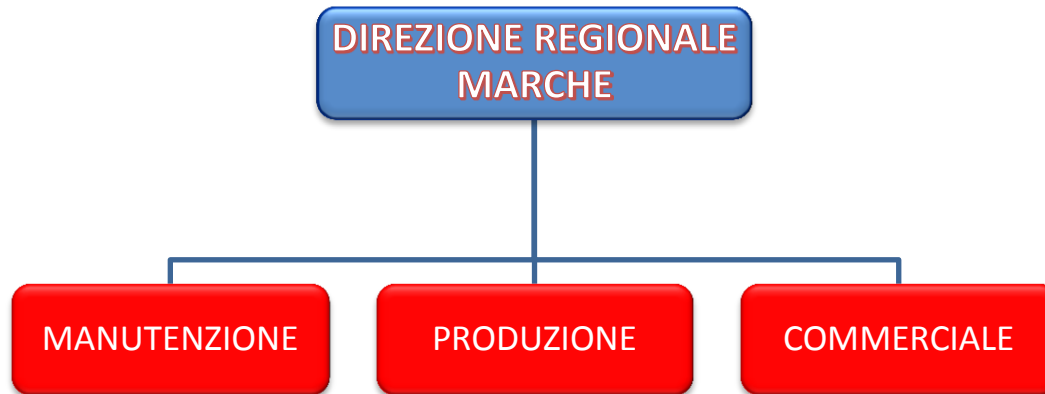 DIREZIONE REGIONALE
MARCHE
MANUTENZIONE
PRODUZIONE
COMMERCIALE